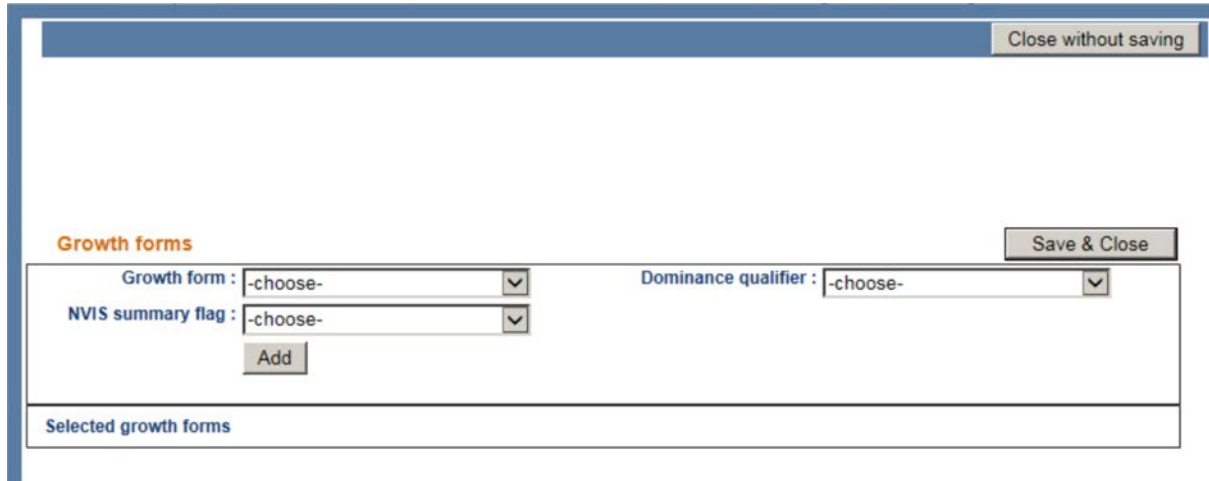 Close without saving
Growth forms
Save & Close
Growth form : -choose- Dominance qualifier : -choose-
NVIS summary flag : -choose-
Add
Selected growth forms